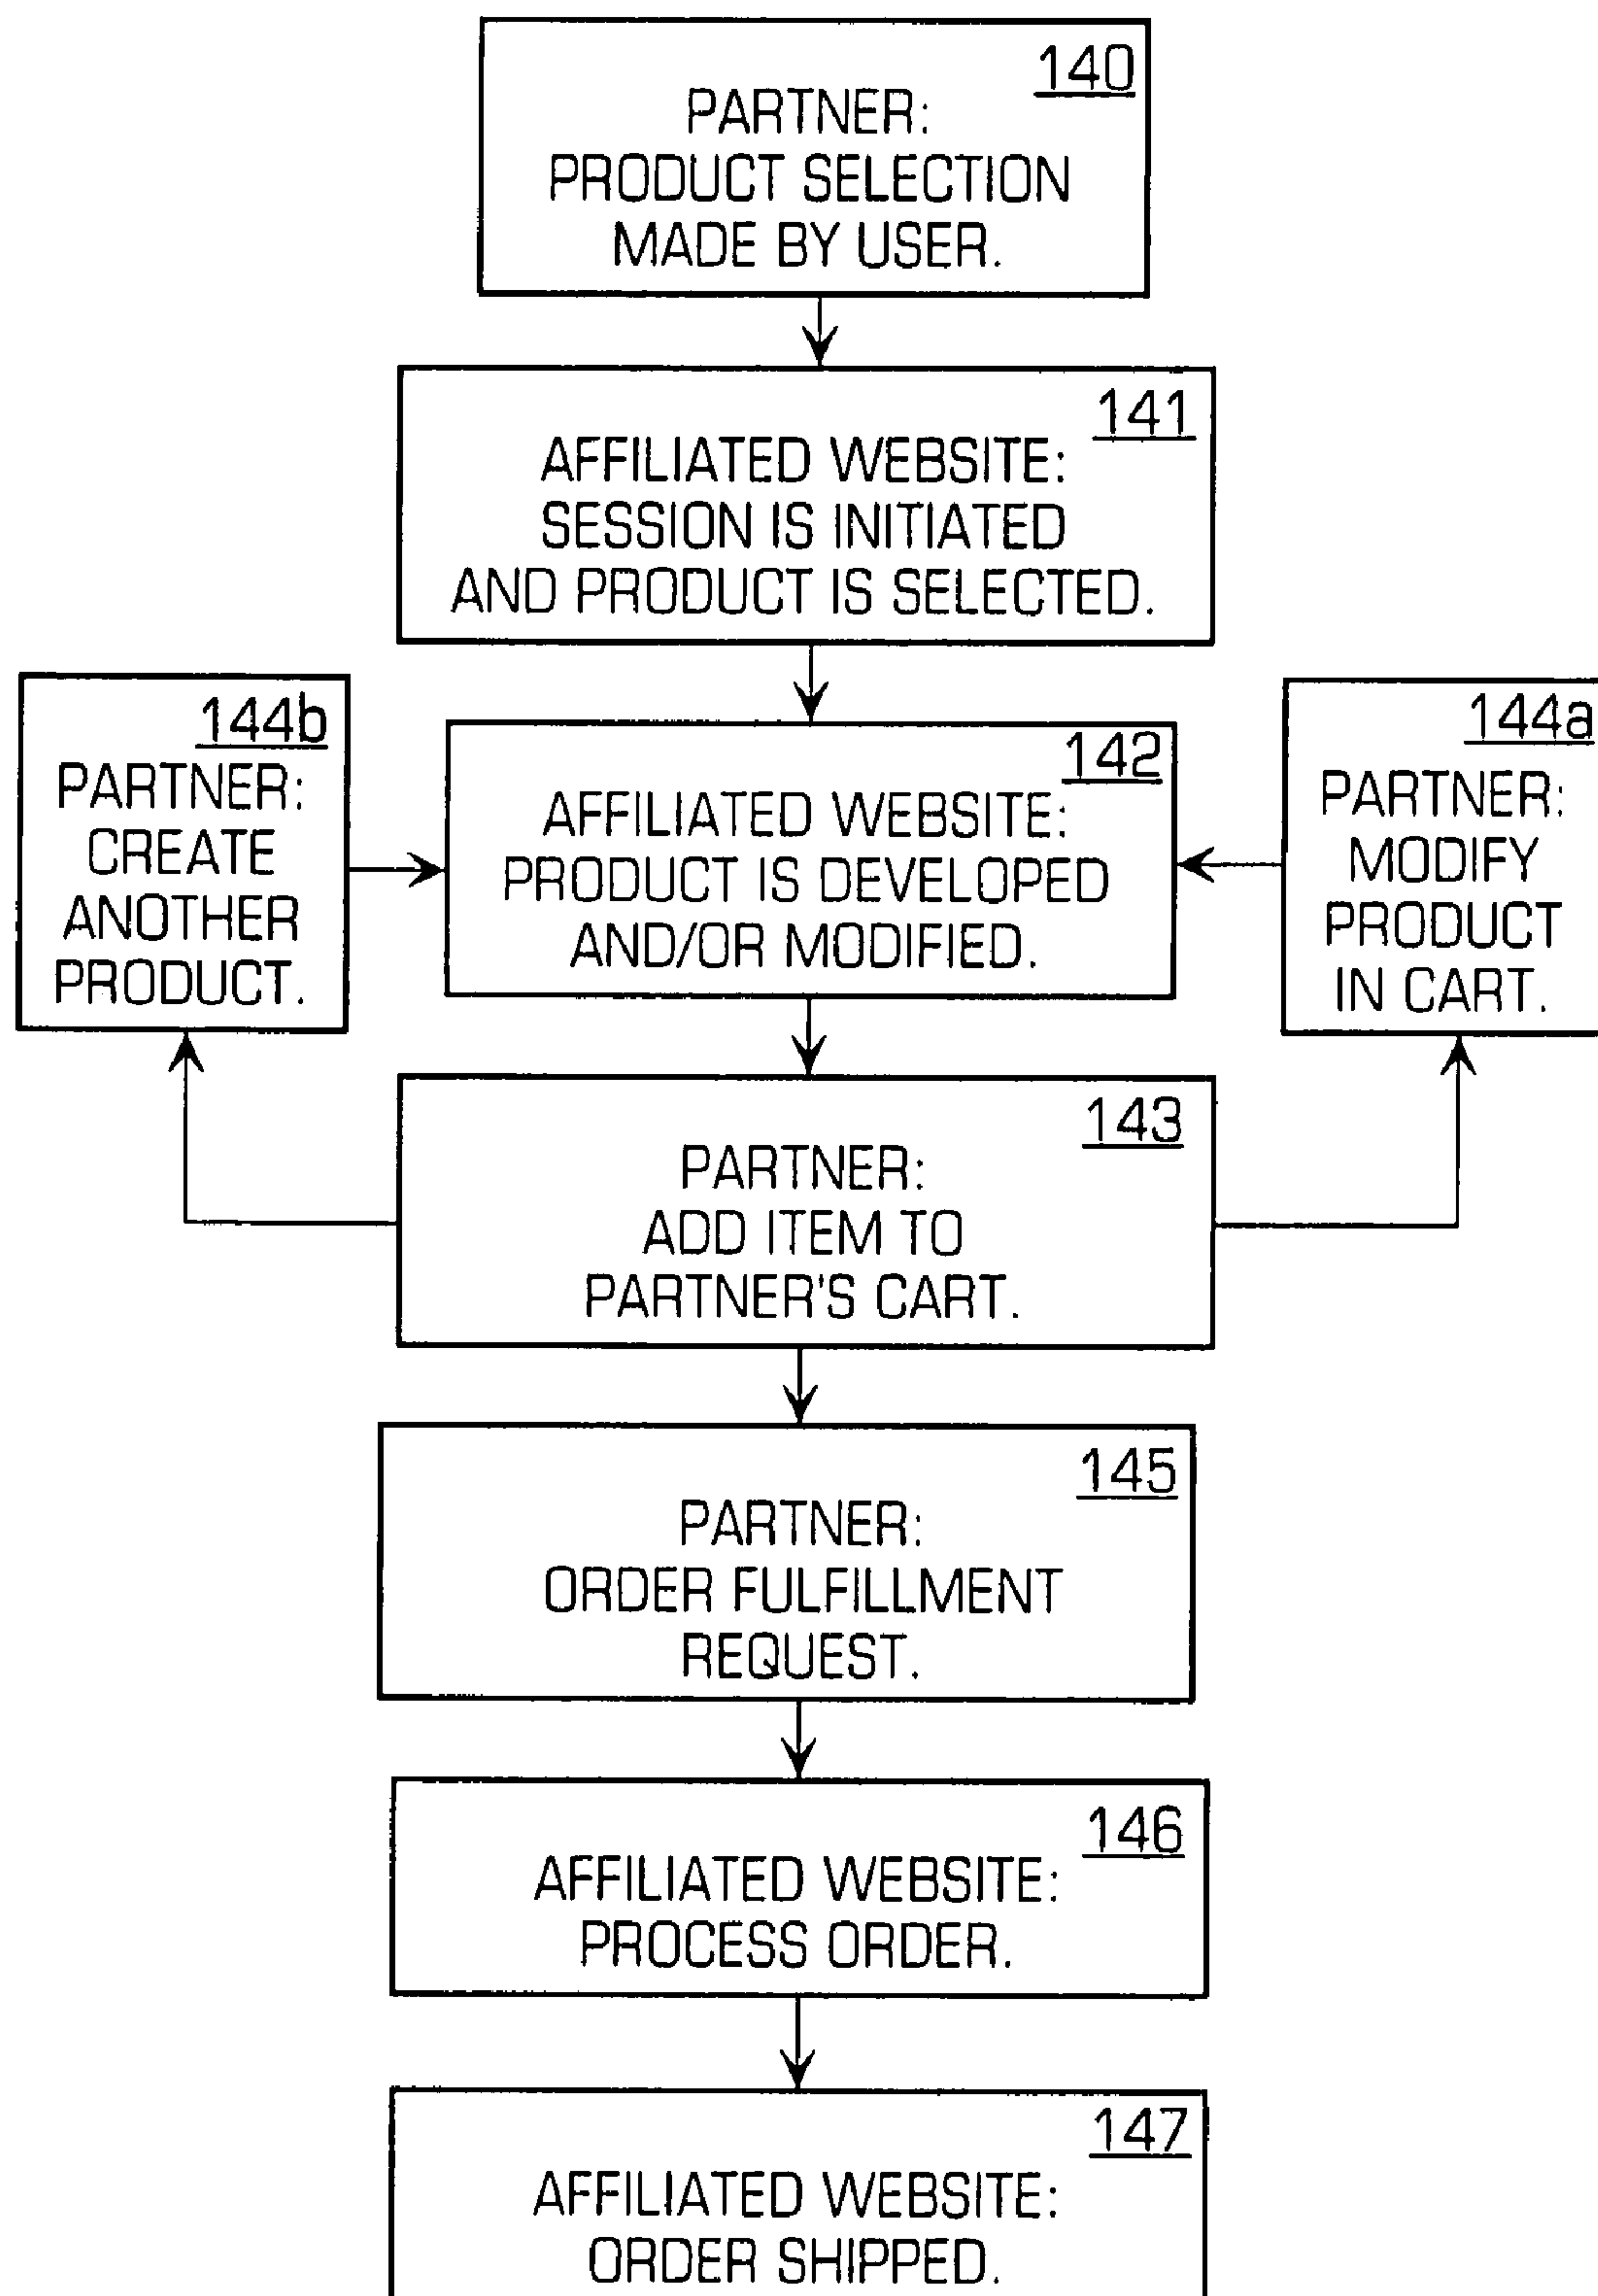 140
PARTNER:
PRODUCT SELECTION
MADE BY USER.
141
AFFILIATED WEBSITE:
SESSION IS INITIATED
AND PRODUCT IS SELECTED.
144b
PARTNER:
CREATE
ANOTHER
PRODUCT.
142
AFFILIATED WEBSITE:
PRODUCT IS DEVELOPED
AND/OR MODIFIED.
144a
PARTNER:
MODIFY
PRODUCT
IN CART.
143
PARTNER:
ADD ITEM TO
PARTNER'S CART.
145
PARTNER:
ORDER FULFILLMENT
REQUEST.
146
AFFILIATED WEBSITE:
PROCESS ORDER.
147
AFFILIATED WEBSITE:
ORDER SHIPPED.